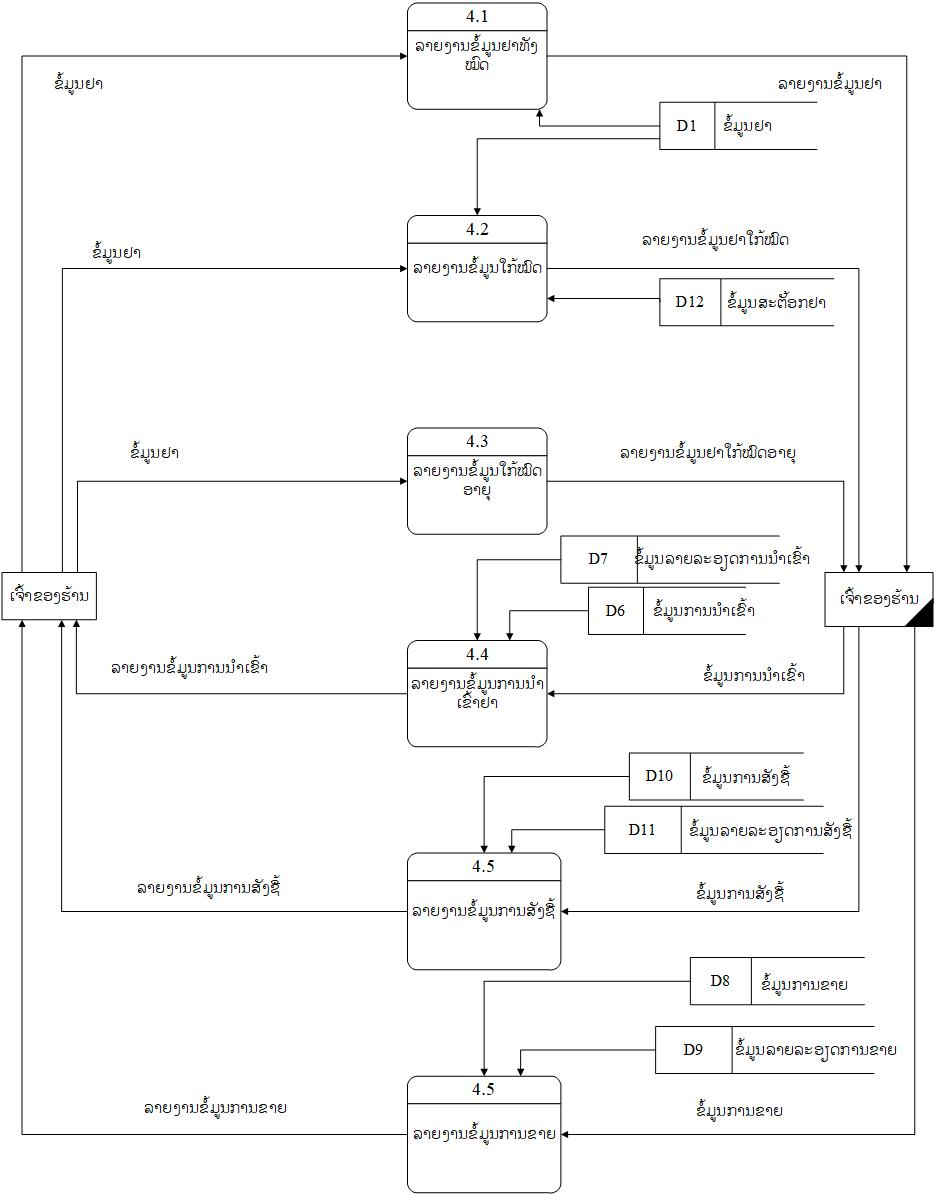 4.1
ລາຍງານຂໍ້ມູນຢາທັງ
ໝົດ
ຂໍ້ມູນຢາ
ລາຍງານຂໍ້ມູນຢາ
D1
ຂໍ້ມູນຢາ
4.2
ລາຍງານຂໍ້ມູນໃກ້ໝົດ
ຂໍ້ມູນຢາ
ລາຍງານຂໍ້ມູນຢາໃກ້ໝົດ
D12
ຂໍ້ມູນສະຕັອກຢາ
4.3
ລາຍງານຂໍ້ມູນໃກ້ໝົດ
ອາຍຸ
ຂໍ້ມູນຢາ
ລາຍງານຂໍ້ມູນຢາໃກ້ໝົດອາຍຸ
D7
ຂໍ້ມູນລາຍລະອຽດການນຳເຂົ້າ
D6
ຂໍ້ມູນການນຳເຂົ້າ
ເຈົ້າຂອງຮ້ານ
ເຈົ້າຂອງຮ້ານ
4.4
ລາຍງານຂໍ້ມູນການນຳ
ເຂົ້າຢາ
ລາຍງານຂໍ້ມູນການນຳເຂົ້າ
ຂໍ້ມູນການນຳເຂົ້າ
D10
ຂໍ້ມູນການສັ່ງຊື້
D11
ຂໍ້ມູນລາຍລະອຽດການສັ່ງຊື້
4.5
ລາຍງານຂໍ້ມູນການສັ່ງຊື້
ລາຍງານຂໍ້ມູນການສັ່ງຊື້
ຂໍ້ມູນການສັ່ງຊື້
D8
ຂໍ້ມູນການຂາຍ
D9
ຂໍ້ມູນລາຍລະອຽດການຂາຍ
4.5
ລາຍງານຂໍ້ມູນການຂາຍ
ລາຍງານຂໍ້ມູນການຂາຍ
ຂໍ້ມູນການຂາຍ